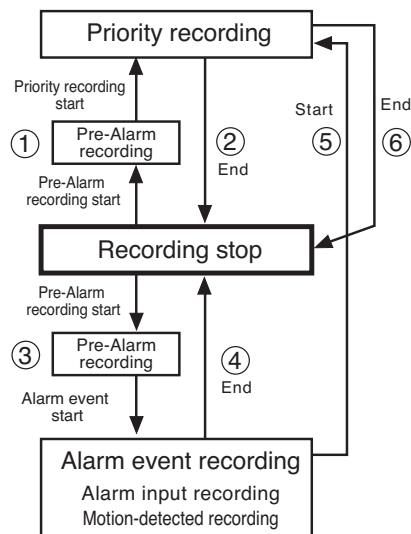 Priority recording
Priority recording
start
①
Pre-Alarm
recording
Pre-Alarm
recording start
②
End
Start
⑤
End
⑥
Recording stop
Pre-Alarm
recording start
③
Pre-Alarm
recording
Alarm event
start
④
End
Alarm event recording
Alarm input recording
Motion-detected recording